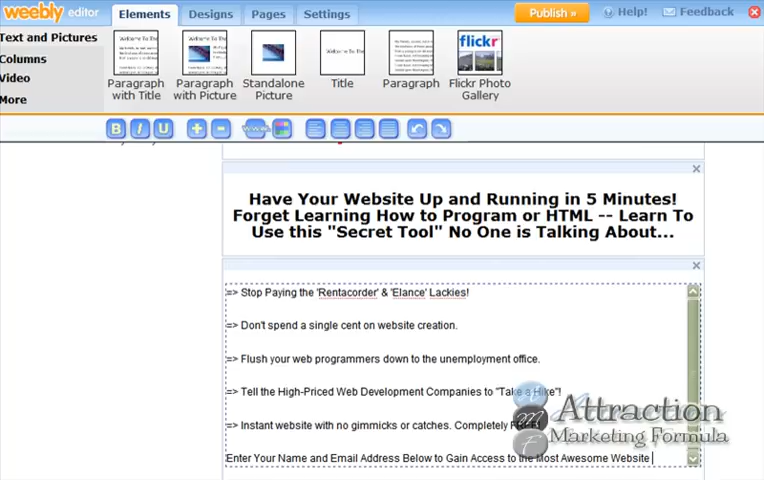 weebly editor Elements Designs Pages Settings Publish » Help! Feedback
Text and Pictures
Columns
Video
More
Paragraph with Title
Paragraph with Picture
Standalone Picture
Title
Paragraph
flickr
Flickr Photo Gallery
B I U + - www
Have Your Website Up and Running in 5 Minutes!
Forget Learning How to Program or HTML -- Learn To
Use this "Secret Tool" No One is Talking About...
=> Stop Paying the 'Rentacorder' & 'Elance' Lackies!
=> Don't spend a single cent on website creation.
=> Flush your web programmers down to the unemployment office.
=> Tell the High-Priced Web Development Companies to "Take a Hike"!
=> Instant website with no gimmicks or catches. Completely FREE!
Enter Your Name and Email Address Below to Gain Access to the Most Awesome Website
A
M
F
Attraction
Marketing Formula